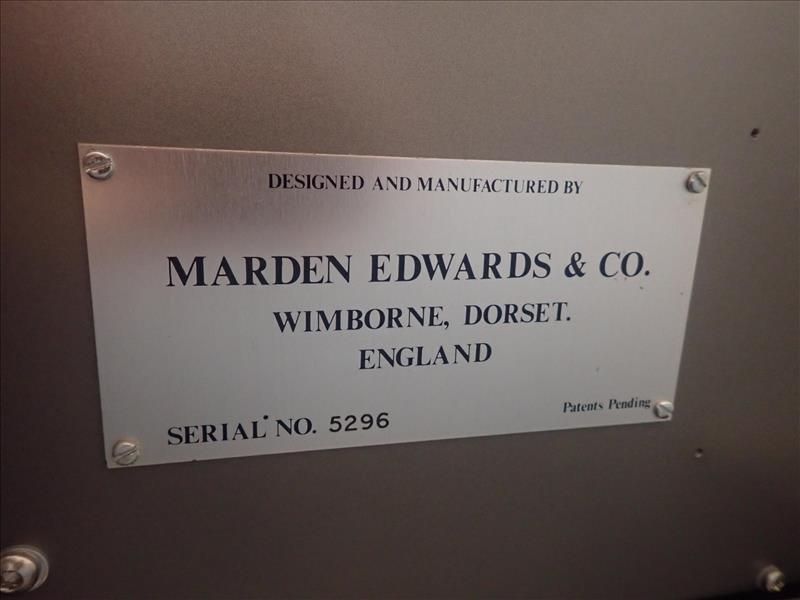 DESIGNED AND MANUFACTURED BY
MARDEN EDWARDS & CO.
WIMBORNE, DORSET.
ENGLAND
Patents Pending
SERIAL NO. 5296